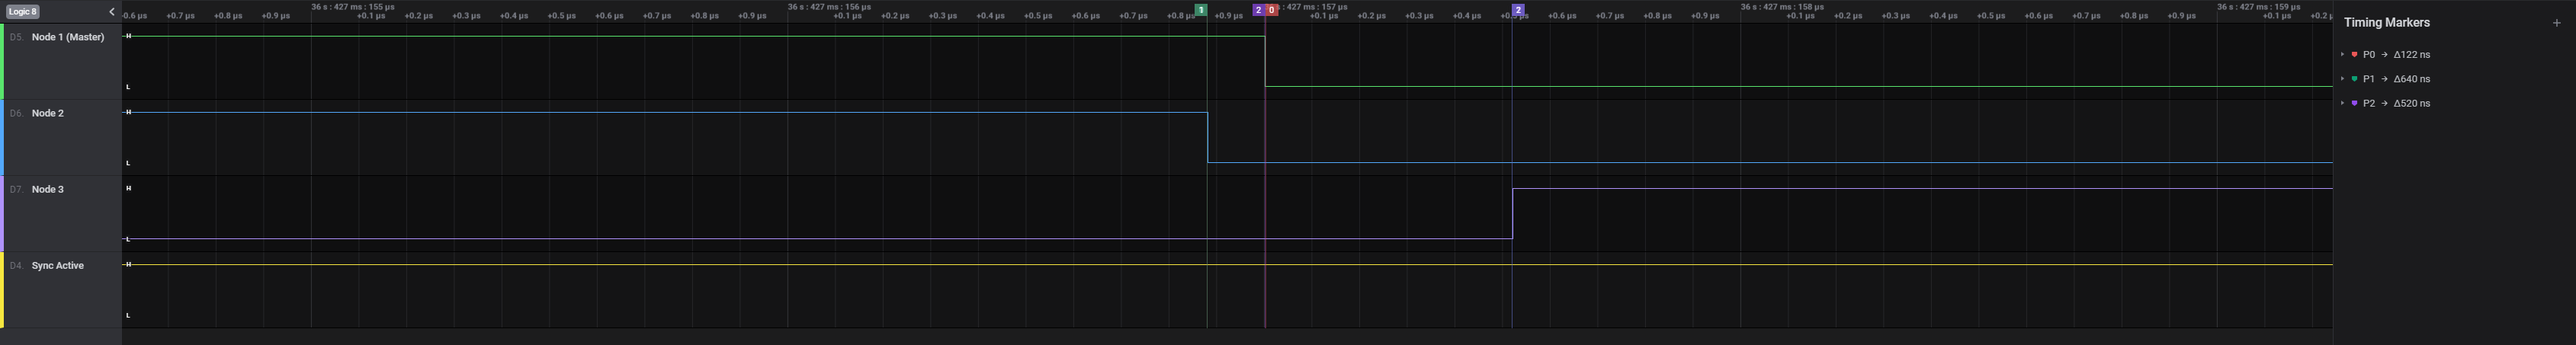 Logic 8
36 s : 427 ms : 155 µs
36 s : 427 ms : 156 µs
: 427 ms : 157 µs
36 s : 427 ms : 158 µs
36 s : 427 ms : 159 µs
+0.7 µs +0.8 µs +0.9 µs +0.1 µs +0.2 µs +0.3 µs +0.4 µs +0.5 µs +0.6 µs +0.7 µs +0.8 µs +0.9 µs +0.1 µs +0.2 µs +0.3 µs +0.4 µs +0.5 µs +0.6 µs +0.7 µs +0.8 µs 1 +0.9 µs 2 0 +0.1 µs +0.2 µs +0.3 µs +0.4 µs 2 +0.6 µs +0.7 µs +0.8 µs +0.9 µs +0.1 µs +0.2 µs +0.3 µs +0.4 µs +0.5 µs +0.6 µs +0.7 µs +0.8 µs +0.9 µs +0.1 µs
D5. Node 1 (Master)
H
L
D6. Node 2
H
L
D7. Node 3
H
L
D4. Sync Active
H
L
Timing Markers
P0 → Δ122 ns
P1 → Δ640 ns
P2 → Δ520 ns